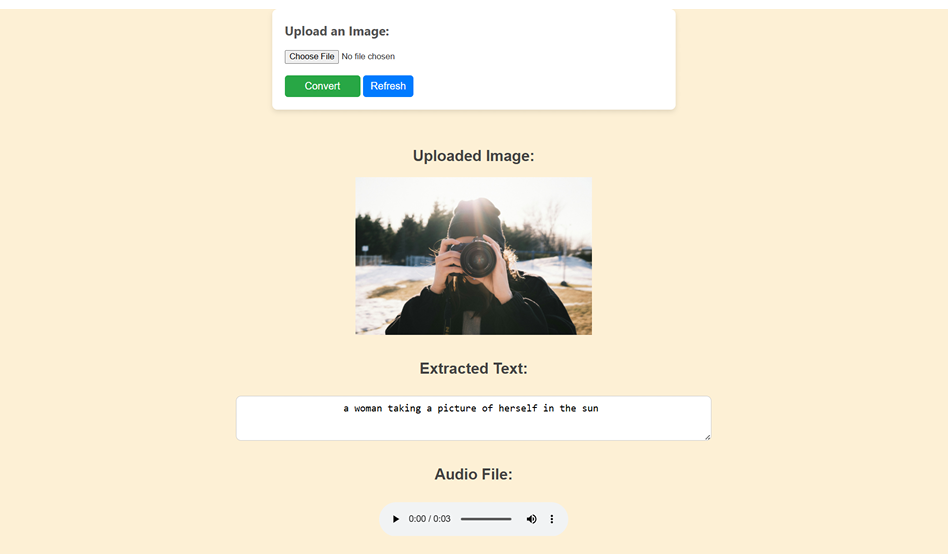 Upload an Image:
Choose File No file chosen
Convert Refresh
Uploaded Image:
Extracted Text:
a woman taking a picture of herself in the sun
Audio File:
0:00 / 0:03